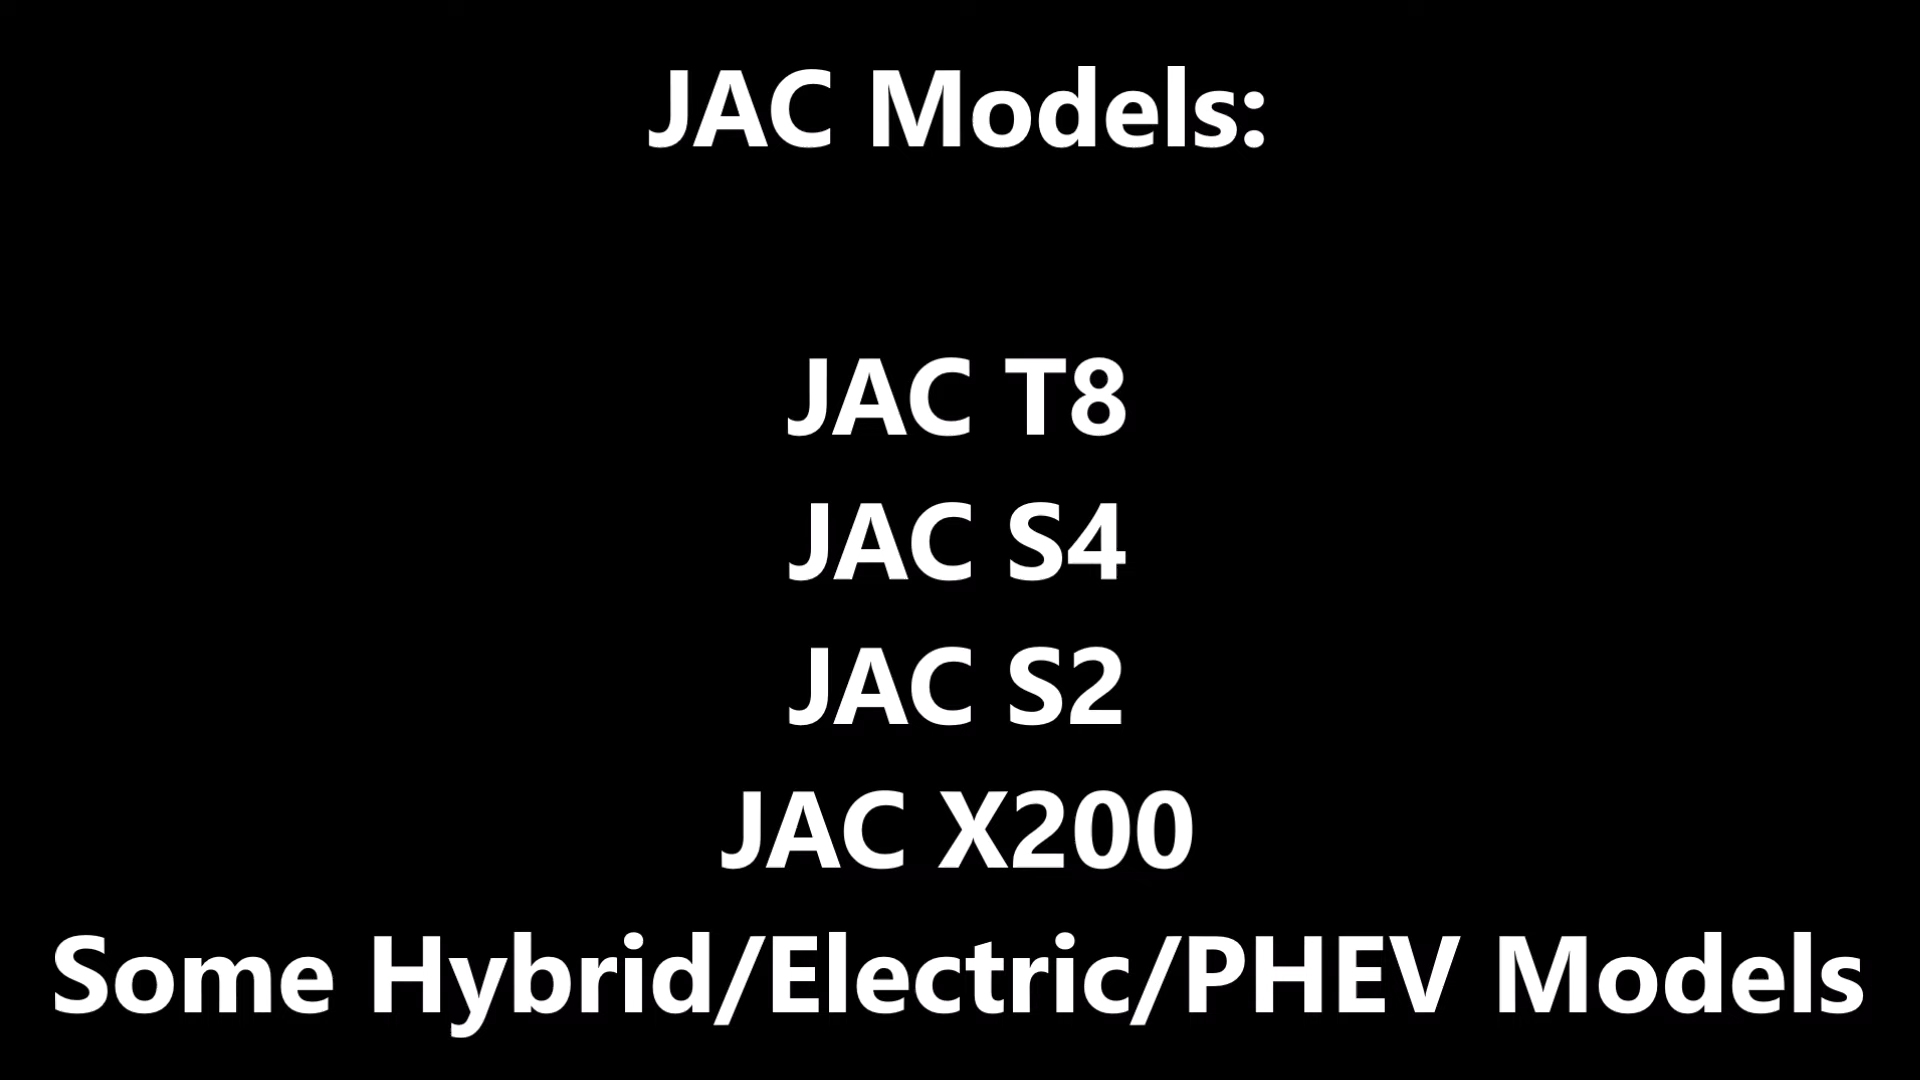 JAC Models:
JAC T8
JAC S4
JAC S2
JAC X200
Some Hybrid/Electric/PHEV Models